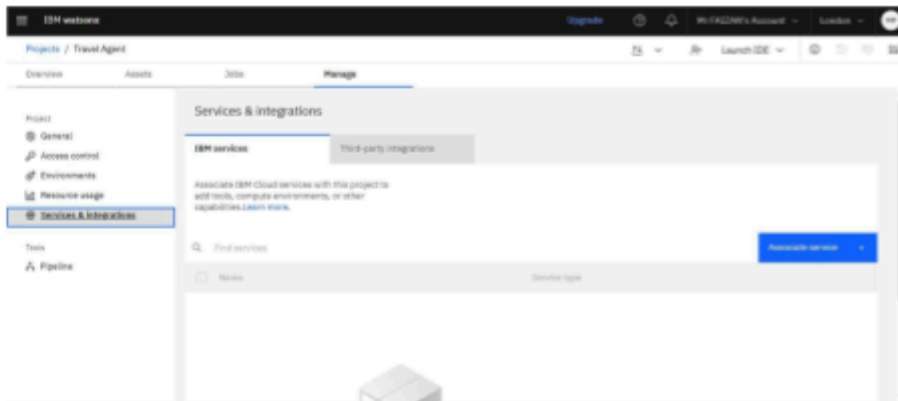 IBM watsonx Upgrade London
Projects / Travel Agent Launch IDE
Overview Assets Jobs Manage
Project
General
Access control
Environments
Resource usage
Services & integrations
Tools
Pipeline
Services & integrations
IBM services Third-party integrations
Associate IBM Cloud services with this project to
add tools, compute environments, or other
capabilities. Learn more.
Find services
Associate service +
Name Service type